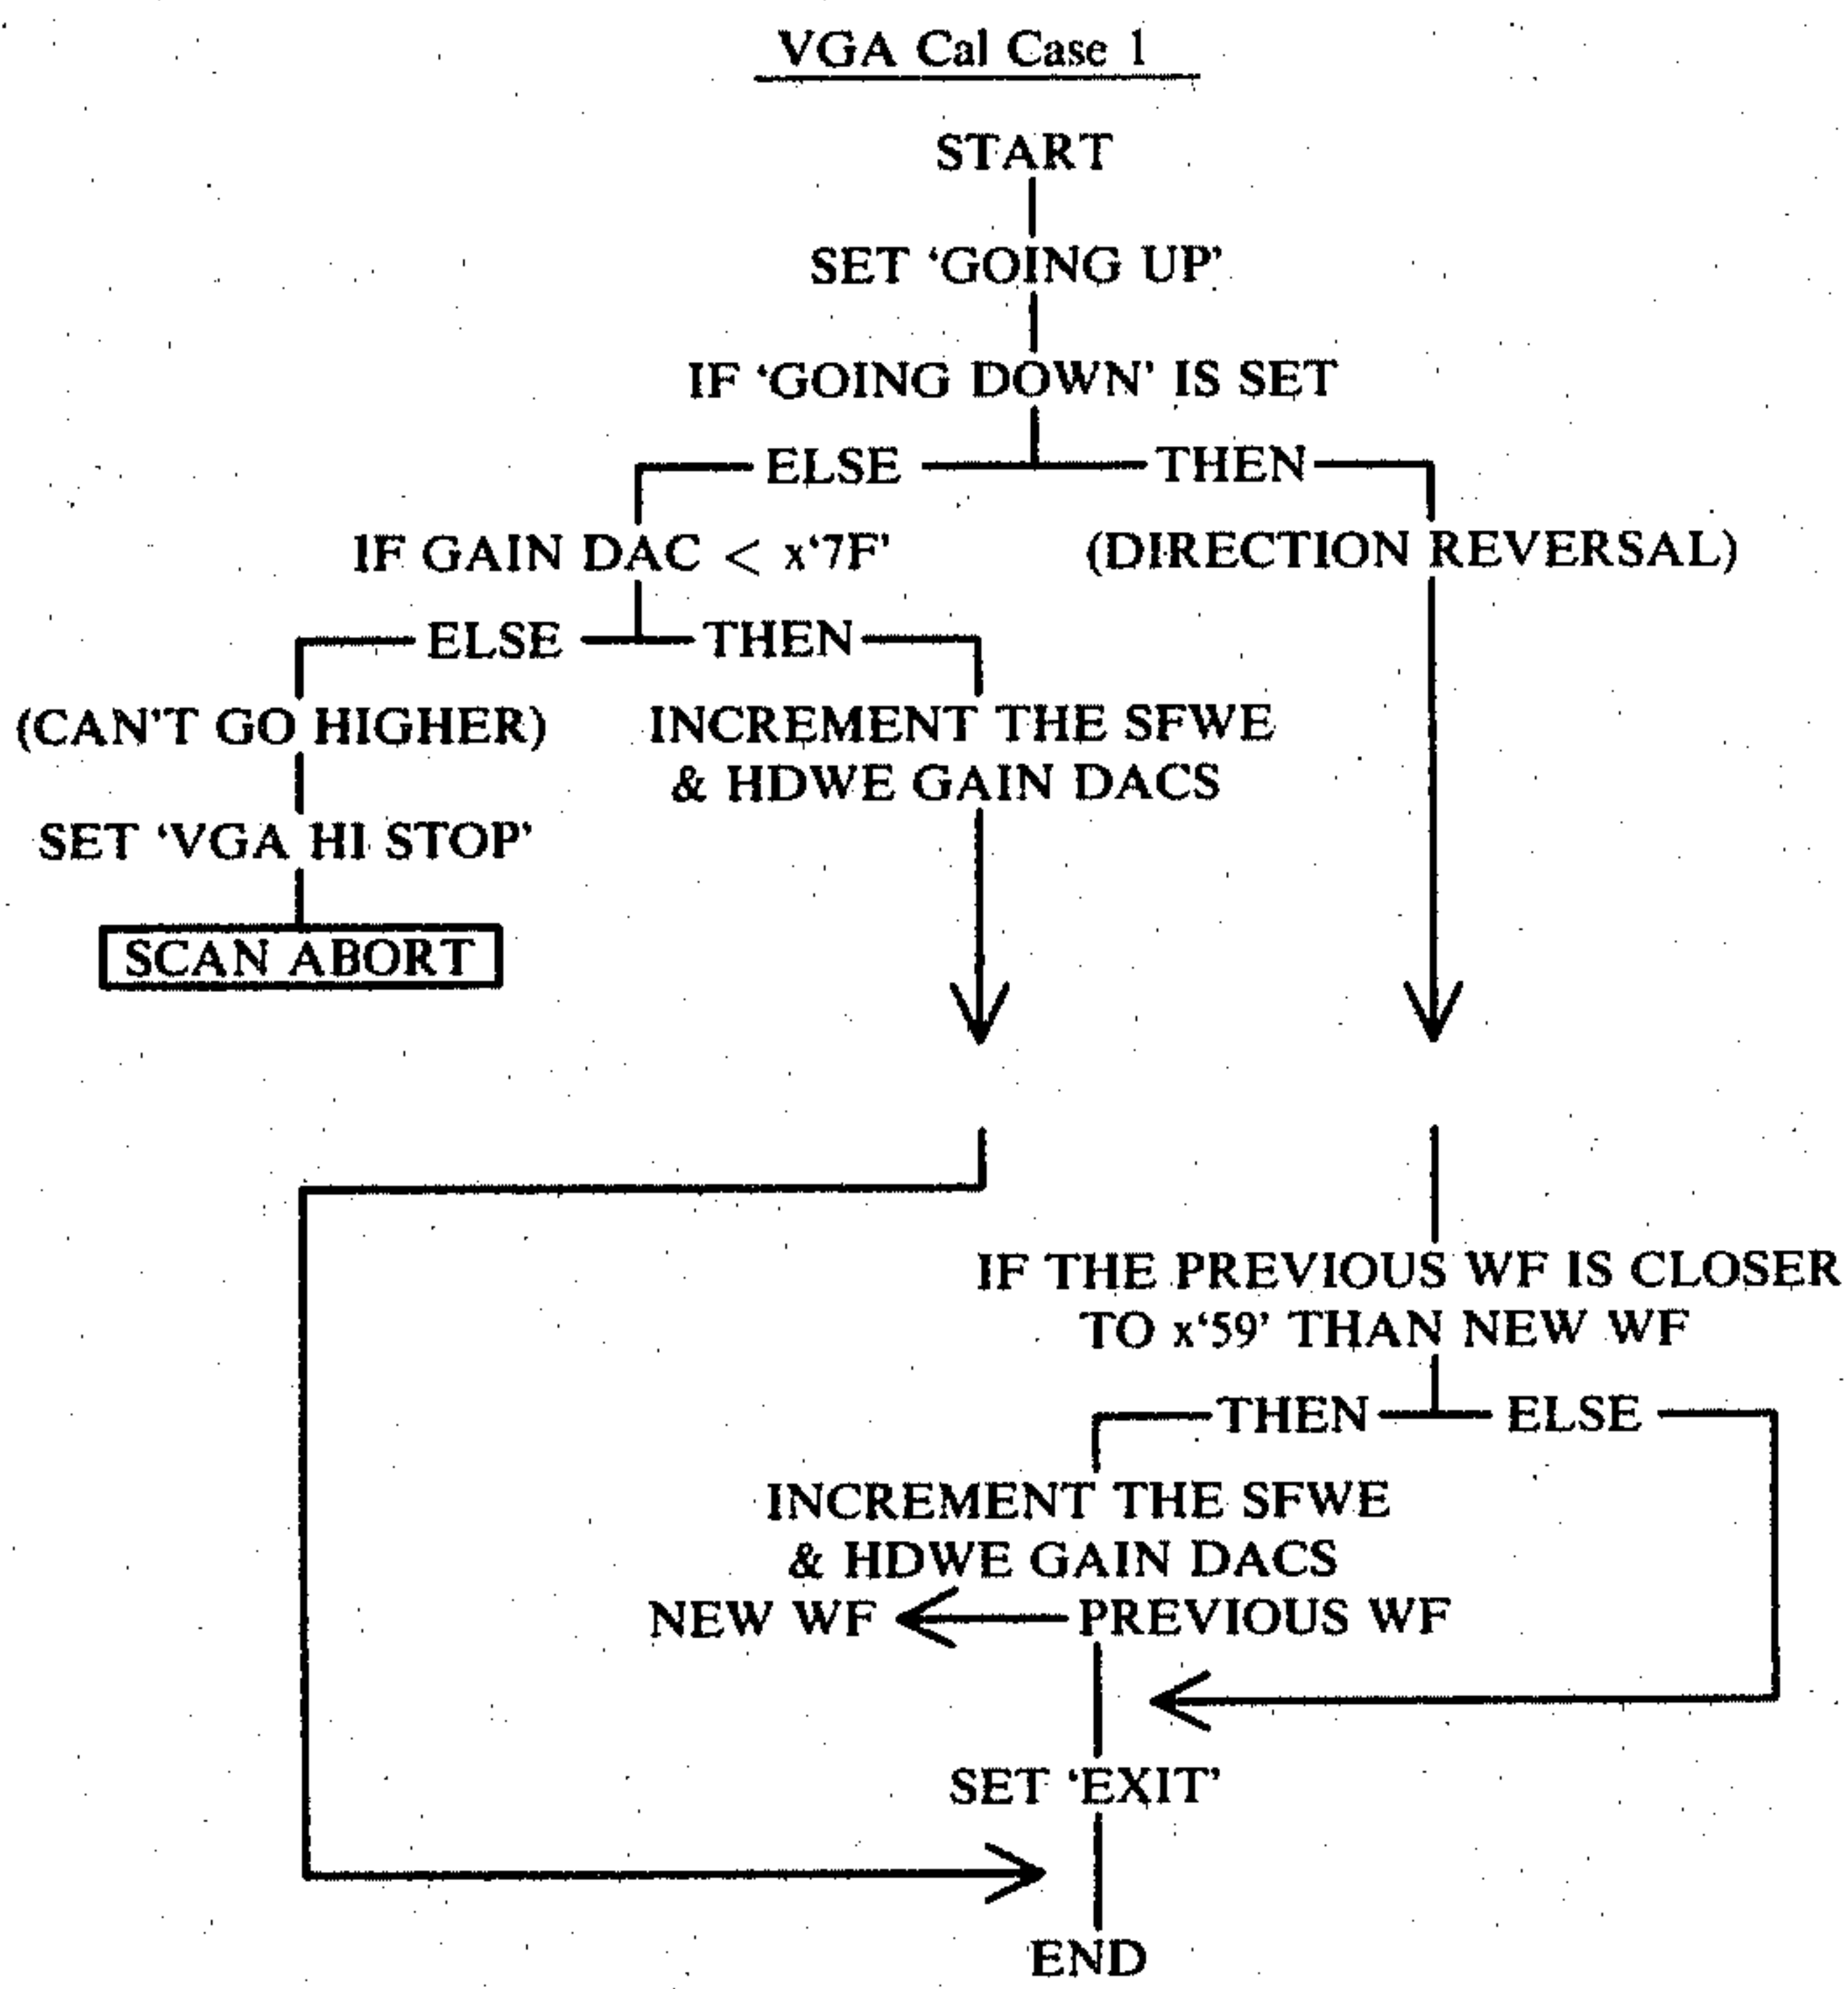 VGA Cal Case 1
START
SET ‘GOING UP’
IF ‘GOING DOWN’ IS SET
ELSE THEN
IF GAIN DAC < x‘7F’ (DIRECTION REVERSAL)
ELSE THEN
(CAN'T GO HIGHER) INCREMENT THE SFWE
& HDWE GAIN DACS
SET ‘VGA HI STOP’
SCAN ABORT
IF THE PREVIOUS WF IS CLOSER
TO x‘59’ THAN NEW WF
THEN ELSE
INCREMENT THE SFWE
& HDWE GAIN DACS
NEW WF PREVIOUS WF
SET ‘EXIT’
END